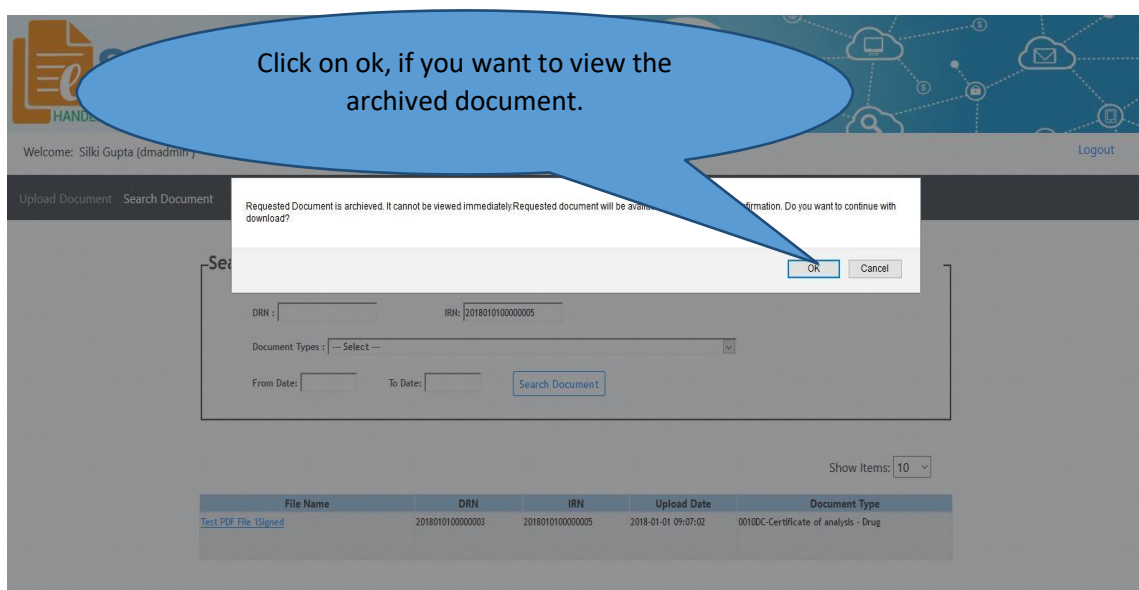 Click on ok, if you want to view the
archived document.
e
Welcome: Silki Gupta (dmadmin )
Logout
Upload Document Search Document
Requested Document is archieved. It cannot be viewed immediately.Requested document will be Do you want to continue with
download?
OK Cancel
DRN : IRN: 2018010100000005
Document Types : --- Select ---
From Date: To Date: Search Document
Show Items: 10
File Name DRN IRN Upload Date Document Type
Test PDF File 1Signed 2018010100000003 2018010100000005 2018-01-01 09:07:02 0010DC-Certificate of analysis - Drug